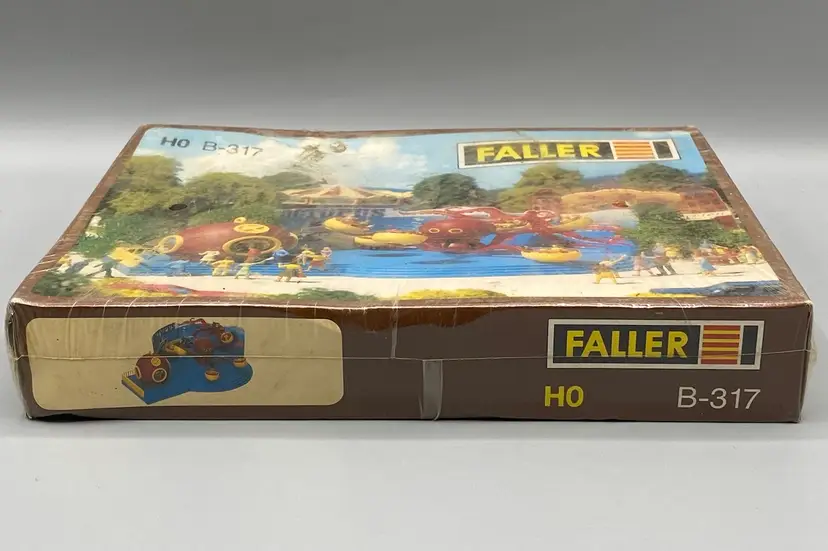 H0 B-317
FALLER
FALLER
H0
B-317